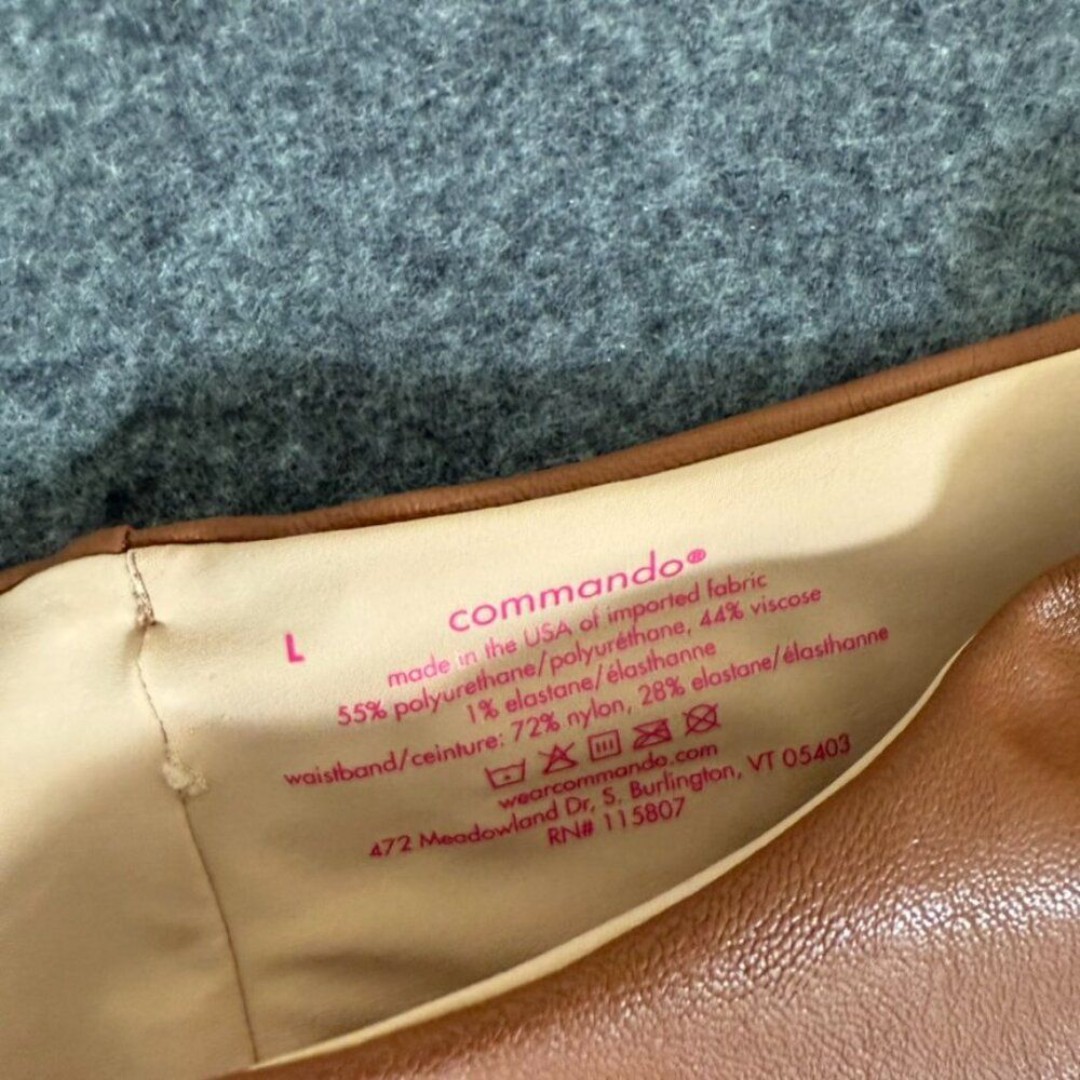 commando®
L
made in the USA of imported fabric
55% polyurethane/polyuréthane, 44% viscose
1% elastane/élasthanne
waistband/ceinture: 72% nylon, 28% elastane/élasthanne
wearcommando.com
472 Meadowland Dr, S. Burlington, VT 05403
RN# 115807